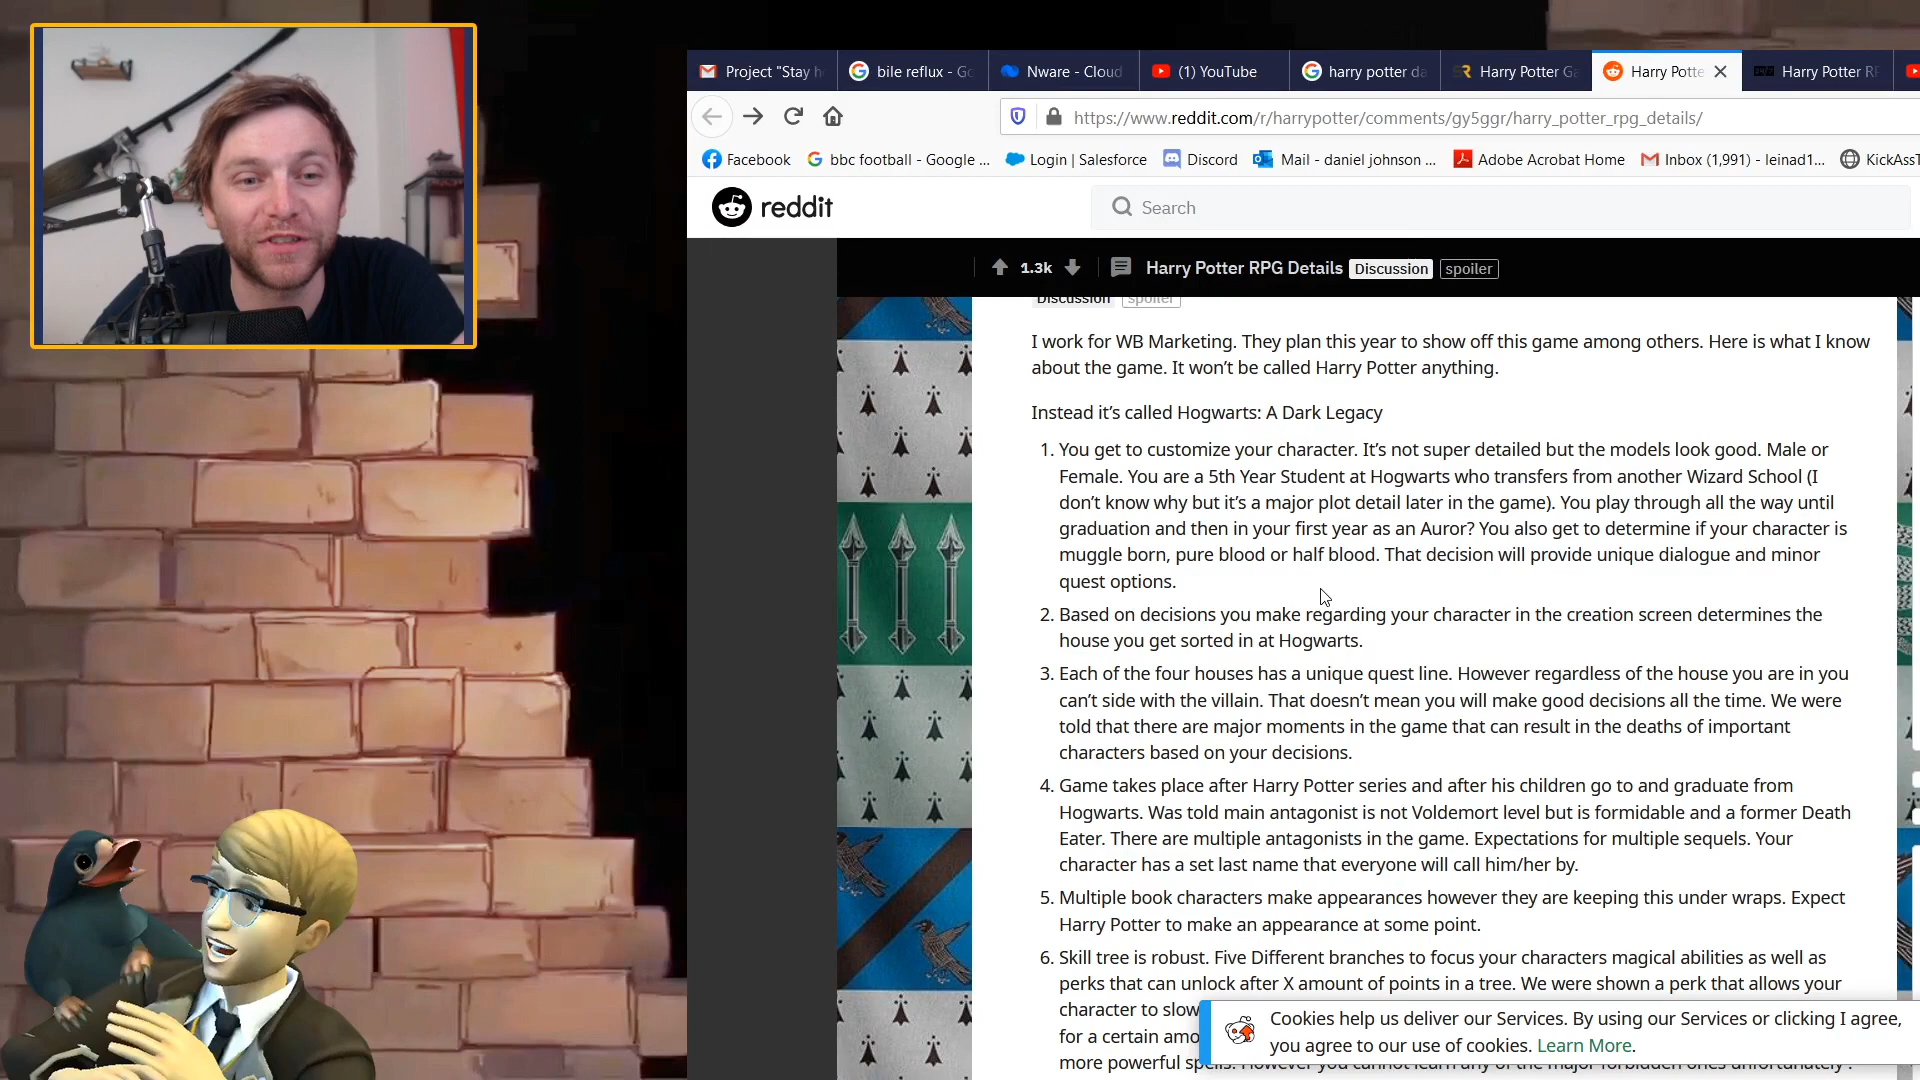 Project "Stay h
bile reflux - Go
Nware - Cloud
(1) YouTube
harry potter da
Harry Potter Ga
Harry Potte
Harry Potter RP
https://www.reddit.com/r/harrypotter/comments/gy5ggr/harry_potter_rpg_details/
Facebook
bbc football - Google ...
Login | Salesforce
Discord
Mail - daniel johnson ...
Adobe Acrobat Home
Inbox (1,991) - leinad1...
KickAssT
reddit
Search
1.3k
Harry Potter RPG Details Discussion spoiler
Discussion spoiler
I work for WB Marketing. They plan this year to show off this game among others. Here is what I know
about the game. It won't be called Harry Potter anything.
Instead it's called Hogwarts: A Dark Legacy
1. You get to customize your character. It's not super detailed but the models look good. Male or
Female. You are a 5th Year Student at Hogwarts who transfers from another Wizard School (I
don't know why but it's a major plot detail later in the game). You play through all the way until
graduation and then in your first year as an Auror? You also get to determine if your character is
muggle born, pure blood or half blood. That decision will provide unique dialogue and minor
quest options.
2. Based on decisions you make regarding your character in the creation screen determines the
house you get sorted in at Hogwarts.
3. Each of the four houses has a unique quest line. However regardless of the house you are in you
can't side with the villain. That doesn't mean you will make good decisions all the time. We were
told that there are major moments in the game that can result in the deaths of important
characters based on your decisions.
4. Game takes place after Harry Potter series and after his children go to and graduate from
Hogwarts. Was told main antagonist is not Voldemort level but is formidable and a former Death
Eater. There are multiple antagonists in the game. Expectations for multiple sequels. Your
character has a set last name that everyone will call him/her by.
5. Multiple book characters make appearances however they are keeping this under wraps. Expect
Harry Potter to make an appearance at some point.
6. Skill tree is robust. Five Different branches to focus your characters magical abilities as well as
perks that can unlock after X amount of points in a tree. We were shown a perk that allows your
character to slow
for a certain amo
more powerful spells. However you cannot learn any of the major forbidden ones unfortunately
Cookies help us deliver our Services. By using our Services or clicking I agree,
you agree to our use of cookies. Learn More.